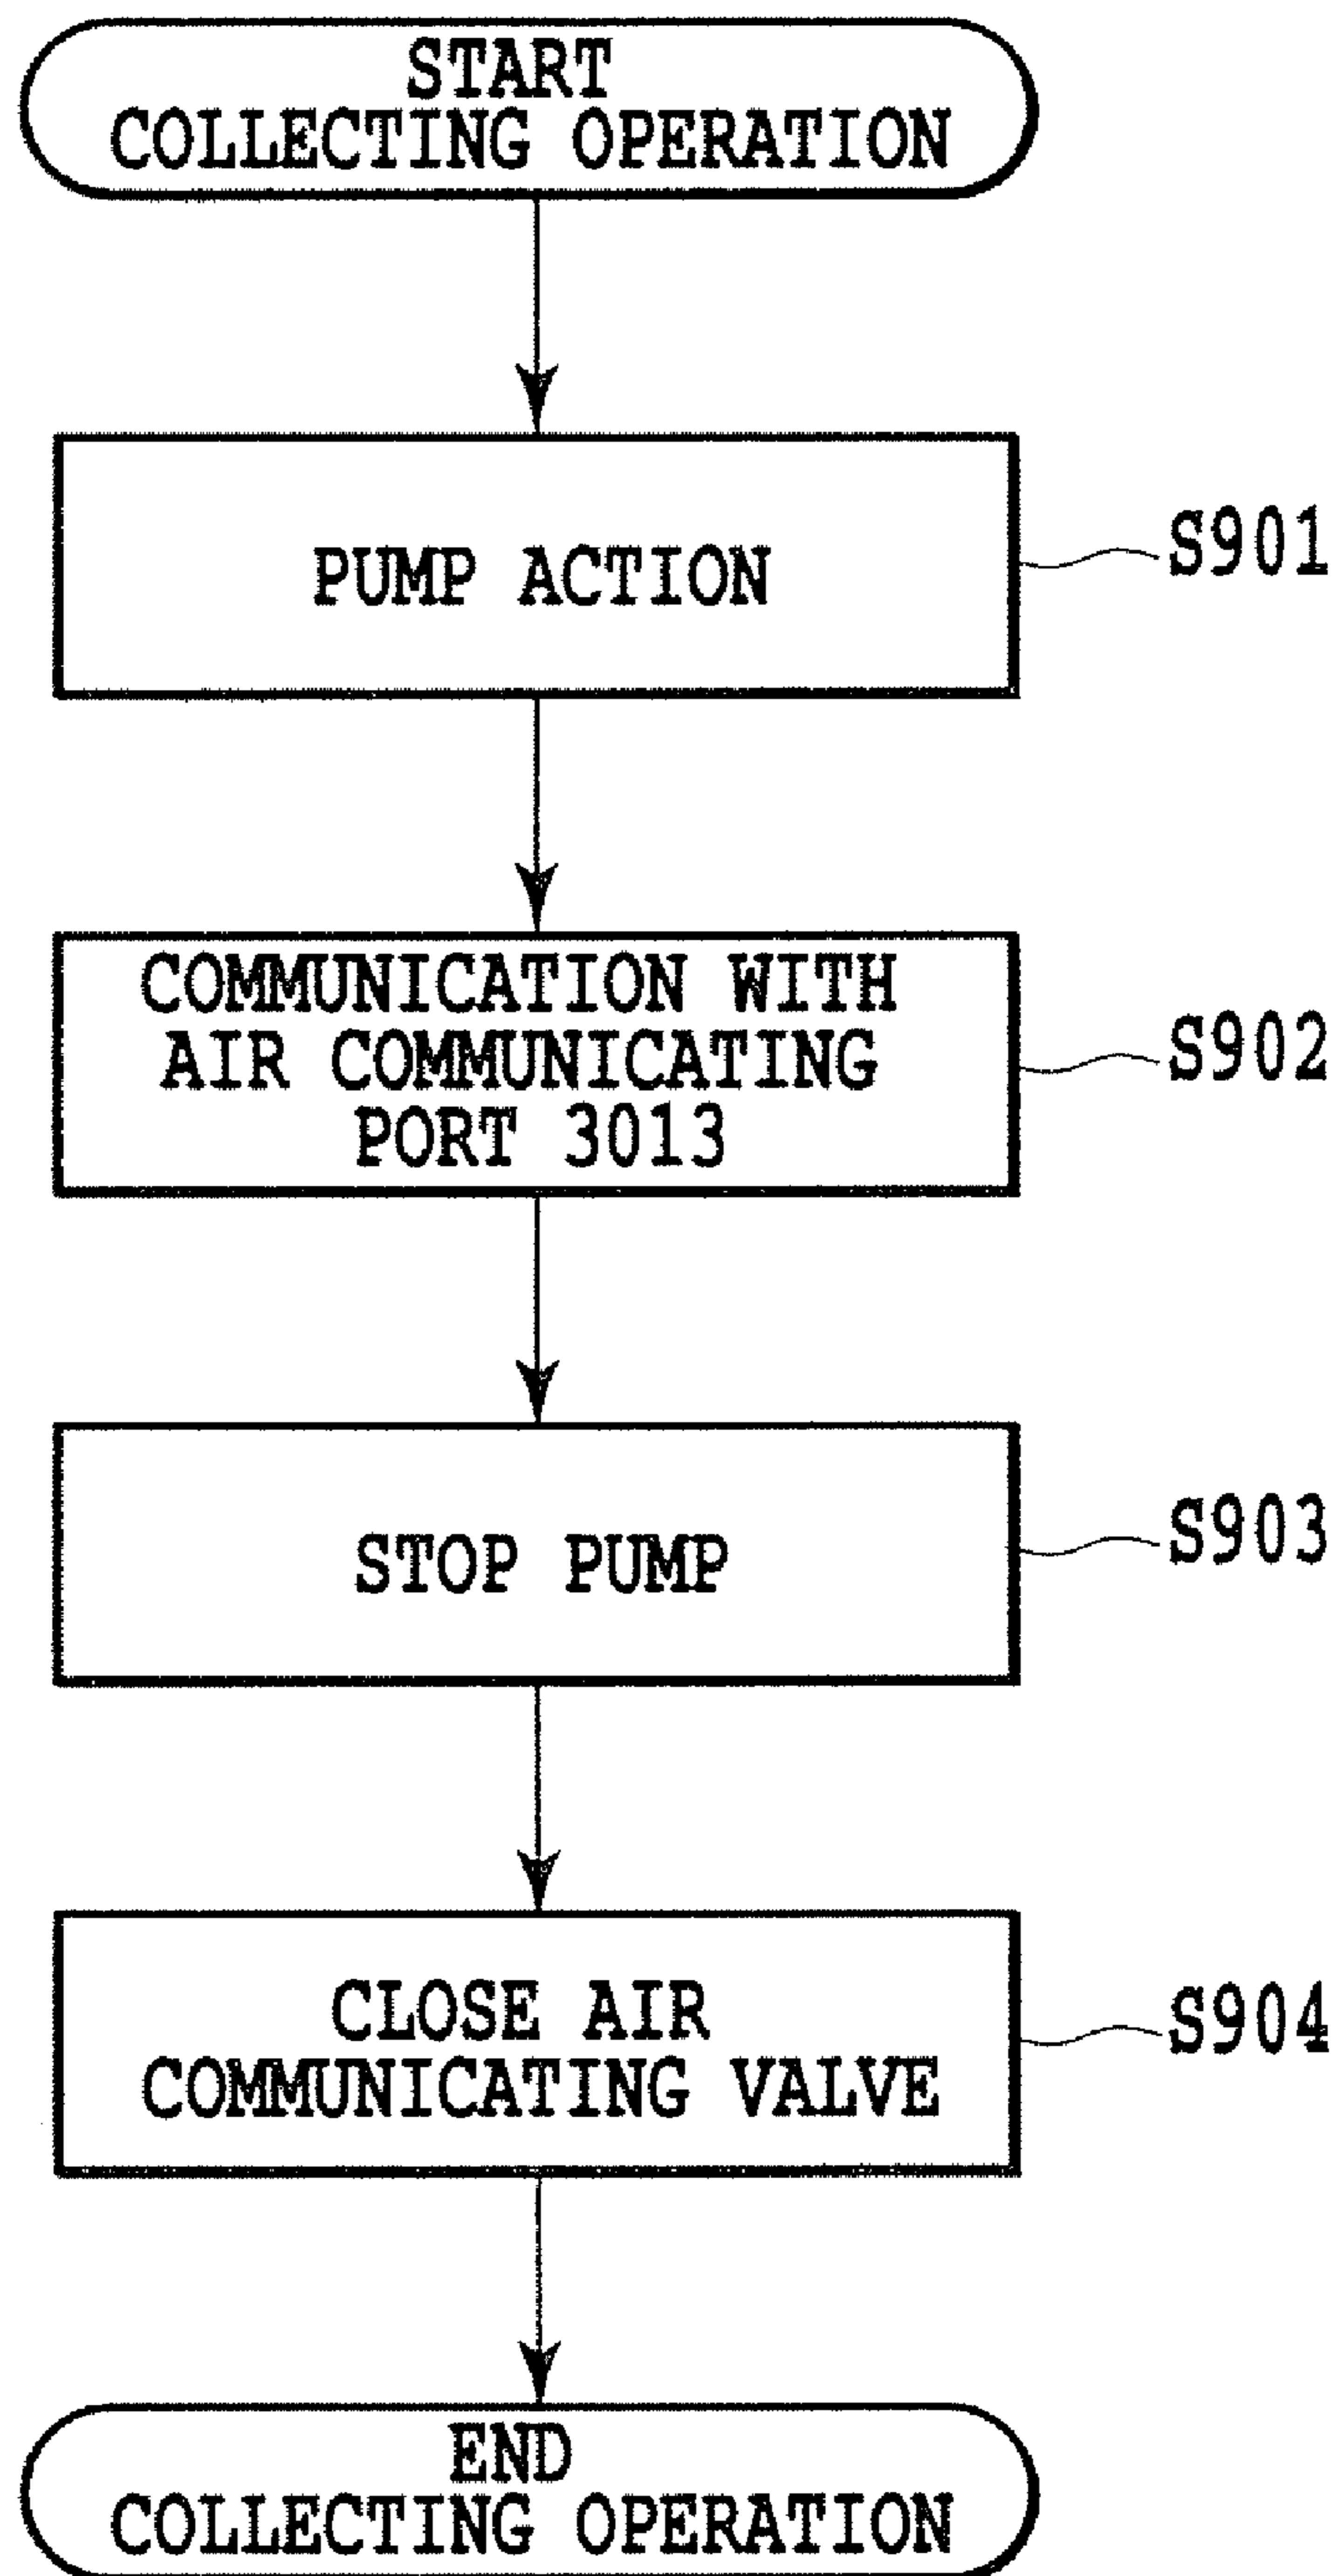 START
COLLECTING OPERATION
PUMP ACTION
S901
COMMUNICATION WITH
AIR COMMUNICATING
PORT 3013
S902
STOP PUMP
S903
CLOSE AIR
COMMUNICATING VALVE
S904
END
COLLECTING OPERATION